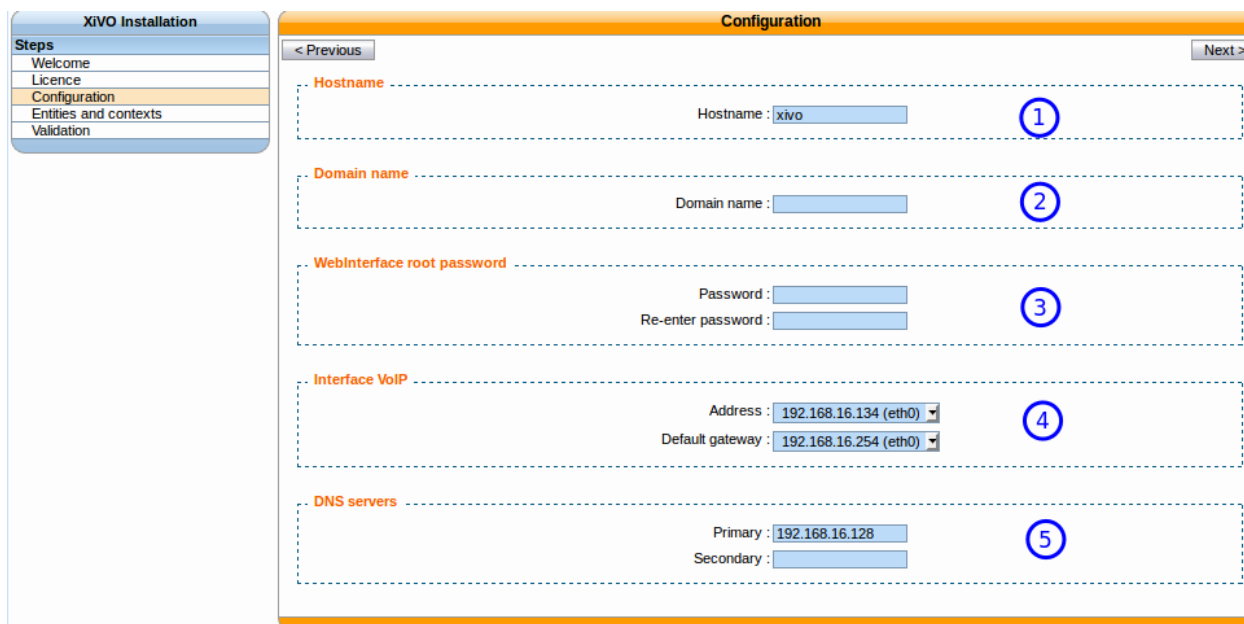 XiVO Installation
Steps
Welcome
Licence
Configuration
Entities and contexts
Validation
Configuration
< Previous
Next >
Hostname
Hostname : xivo
1
Domain name
Domain name :
2
WebInterface root password
Password :
Re-enter password :
3
Interface VoIP
Address : 192.168.16.134 (eth0)
Default gateway : 192.168.16.254 (eth0)
4
DNS servers
Primary : 192.168.16.128
Secondary :
5